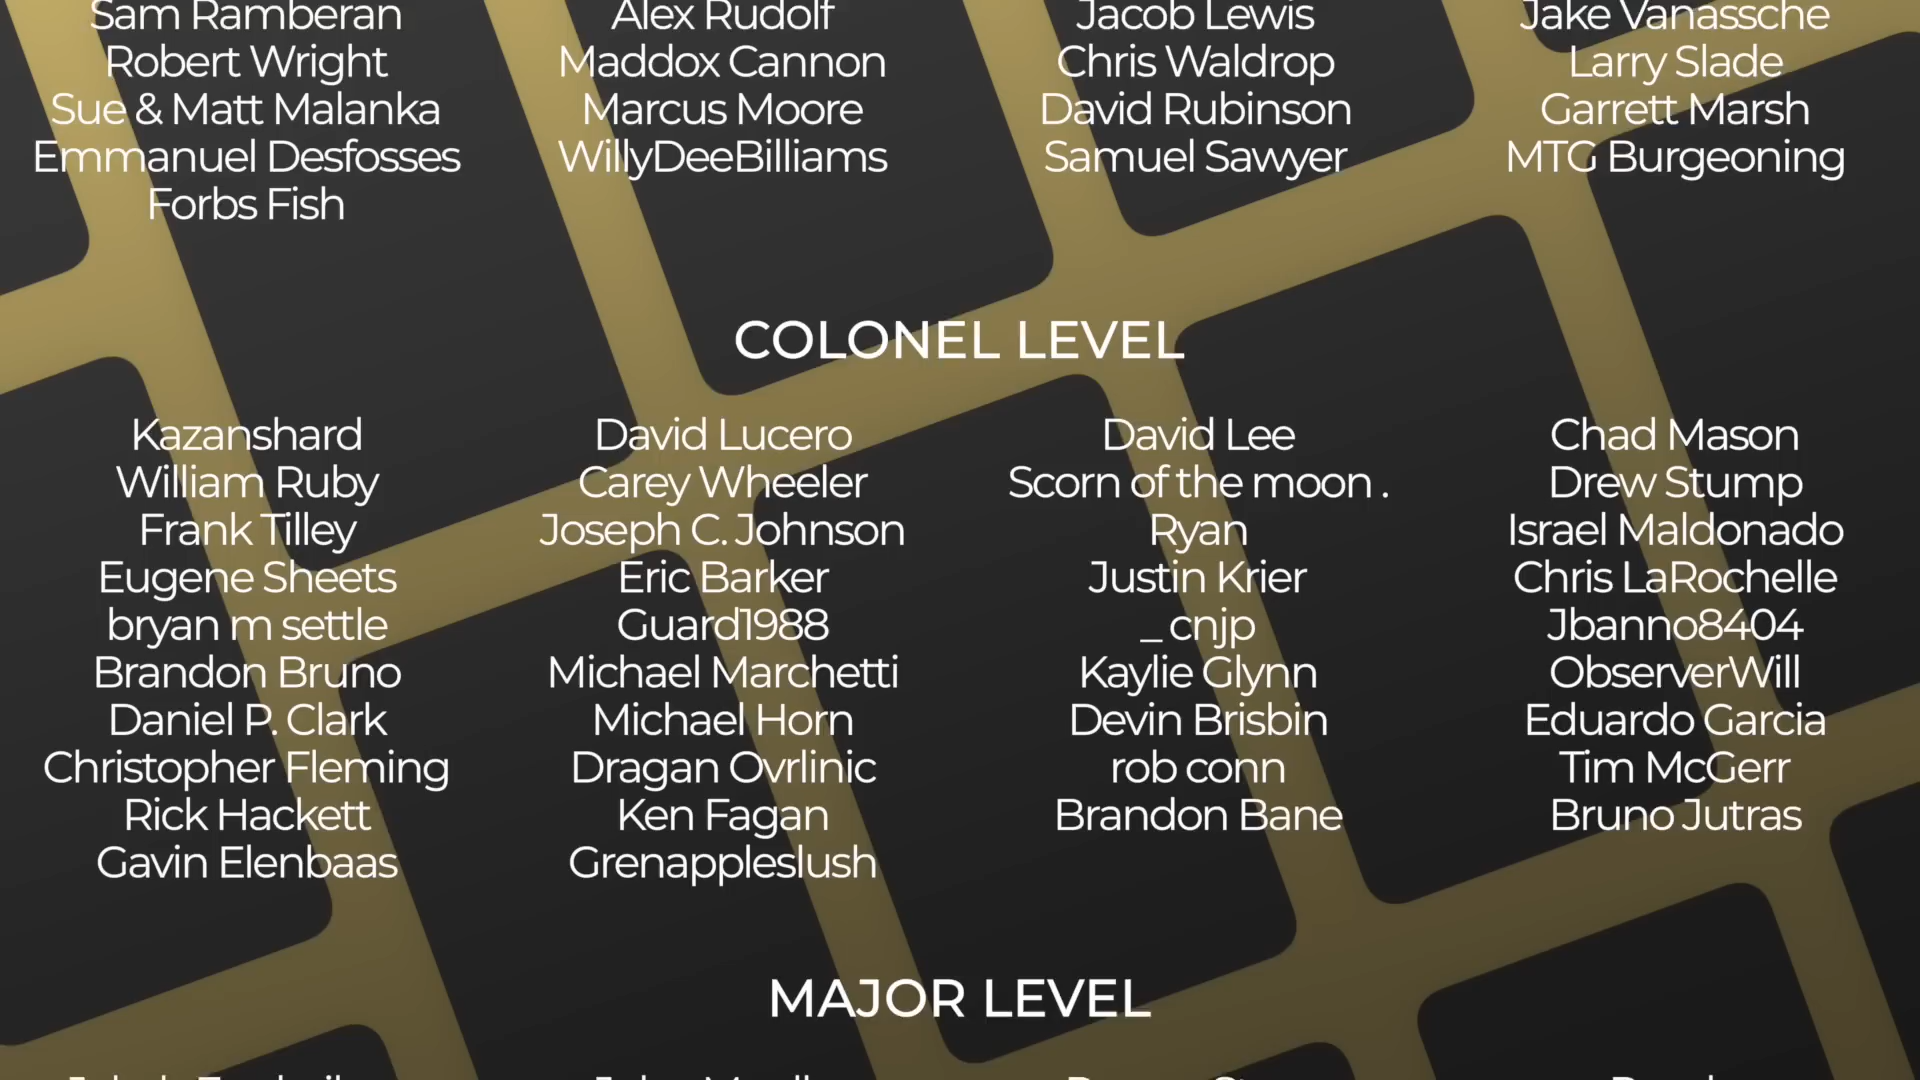 Sam Ramberan
Robert Wright
Sue & Matt Malanka
Emmanuel Desfosses
Forbs Fish
Alex Rudolf
Maddox Cannon
Marcus Moore
WillyDeeBilliams
Jacob Lewis
Chris Waldrop
David Rubinson
Samuel Sawyer
Jake Vanassche
Larry Slade
Garrett Marsh
MTG Burgeoning
COLONEL LEVEL
Kazanshard
William Ruby
Frank Tilley
Eugene Sheets
bryan m settle
Brandon Bruno
Daniel P. Clark
Christopher Fleming
Rick Hackett
Gavin Elenbaas
David Lucero
Carey Wheeler
Joseph C. Johnson
Eric Barker
Guard1988
Michael Marchetti
Michael Horn
Dragan Ovrlinic
Ken Fagan
Grenappleslush
David Lee
Scorn of the moon .
Ryan
Justin Krier
_ cnjp
Kaylie Glynn
Devin Brisbin
rob conn
Brandon Bane
Chad Mason
Drew Stump
Israel Maldonado
Chris LaRochelle
Jbanno8404
ObserverWill
Eduardo Garcia
Tim McGerr
Bruno Jutras
MAJOR LEVEL